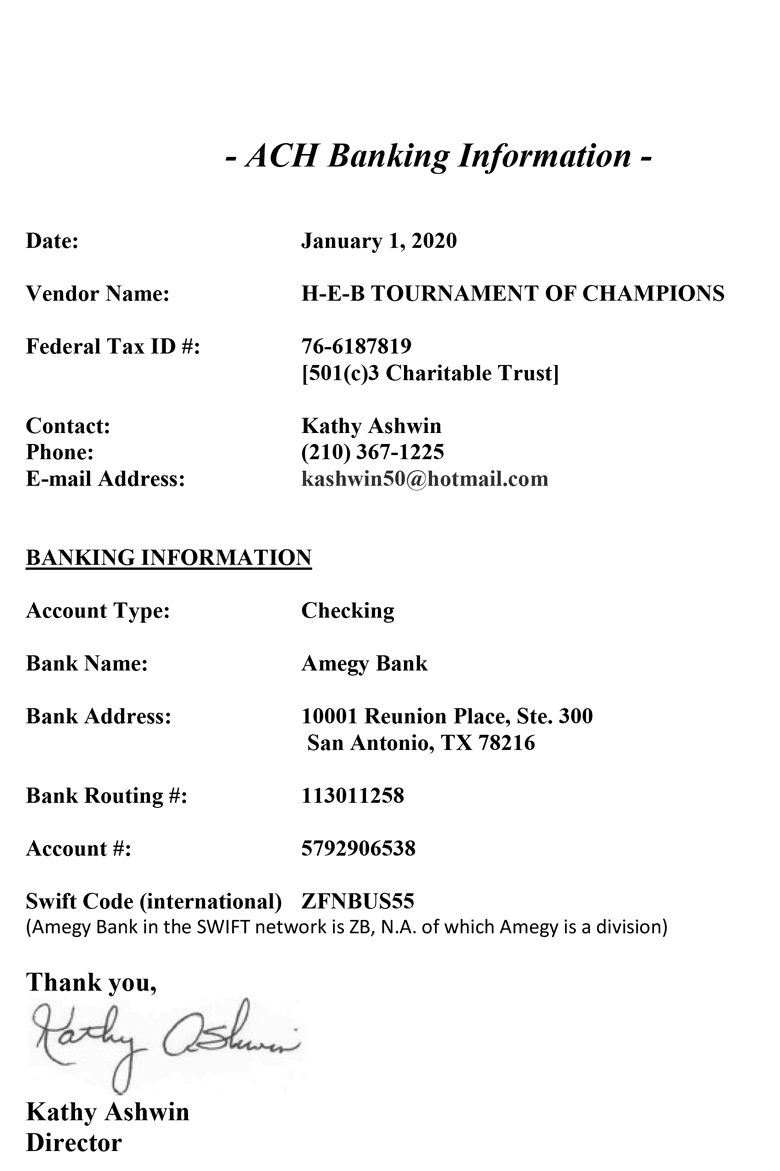 - ACH Banking Information -
Date: January 1, 2020
Vendor Name: H-E-B TOURNAMENT OF CHAMPIONS
Federal Tax ID #: 76-6187819
[501(c)3 Charitable Trust]
Contact: Kathy Ashwin
Phone: (210) 367-1225
E-mail Address: kashwin50@hotmail.com
BANKING INFORMATION
Account Type: Checking
Bank Name: Amegy Bank
Bank Address: 10001 Reunion Place, Ste. 300
San Antonio, TX 78216
Bank Routing #: 113011258
Account #: 5792906538
Swift Code (international) ZFNBUS55
(Amegy Bank in the SWIFT network is ZB, N.A. of which Amegy is a division)
Thank you,
Kathy Ashwin
Kathy Ashwin
Director